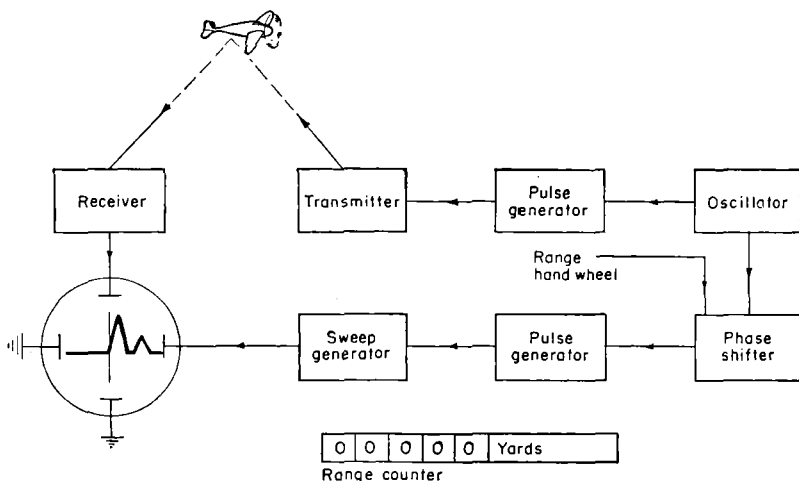 Receiver
Transmitter
Pulse
generator
Oscillator
Range
hand wheel
Sweep
generator
Pulse
generator
Phase
shifter
0 0 0 0 0 Yards
Range counter